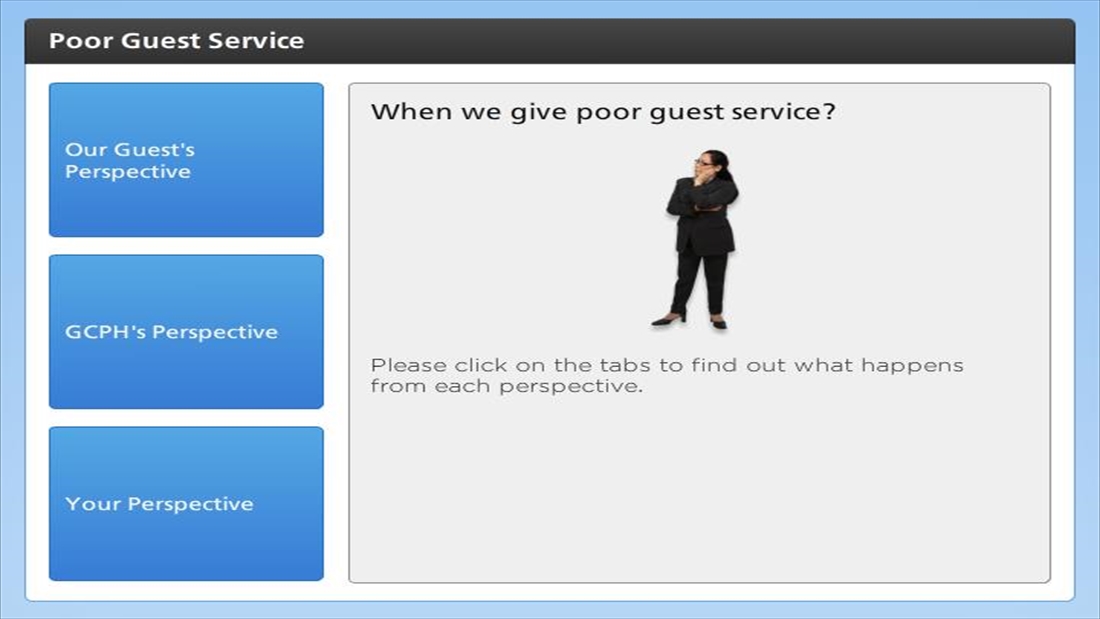 Poor Guest Service
Our Guest's
Perspective
GCPH's Perspective
Your Perspective
When we give poor guest service?
Please click on the tabs to find out what happens
from each perspective.